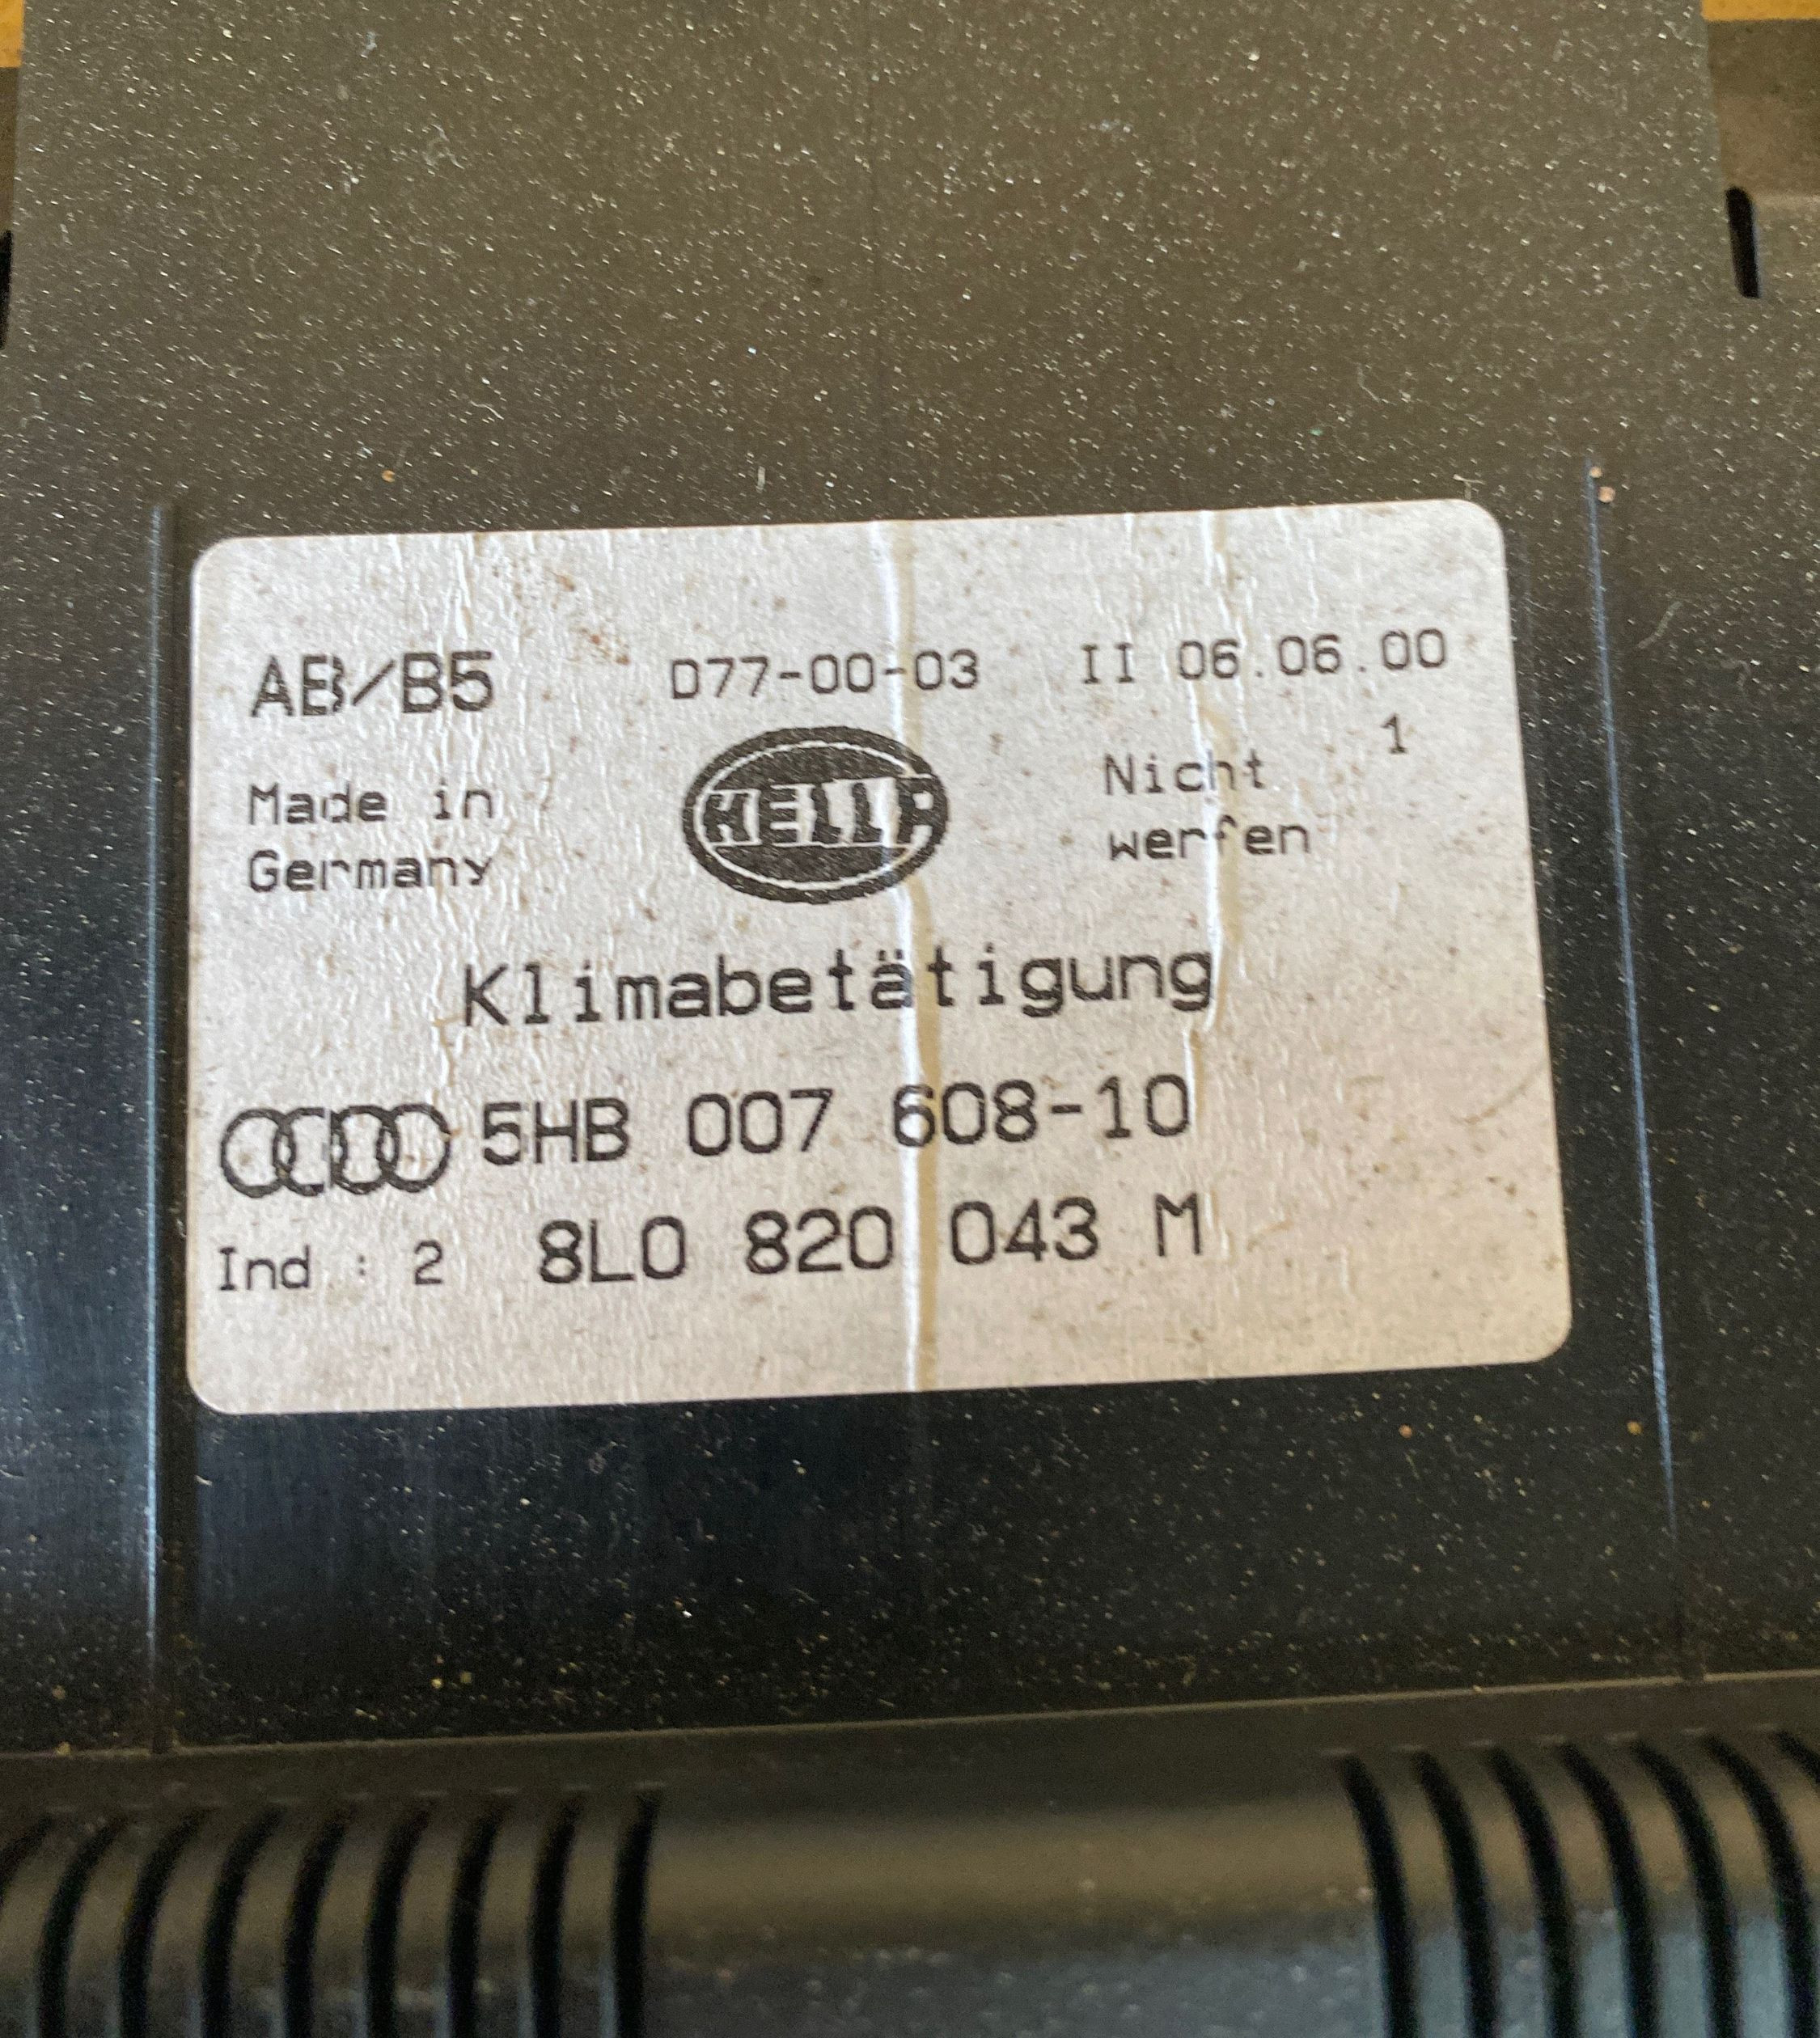 AB/B5 D77-00-03 II 06.06.00
1
Made in
Germany
HELLA
Nicht
werfen
Klimabetätigung
5HB 007 608-10
Ind : 2 8L0 820 043 M